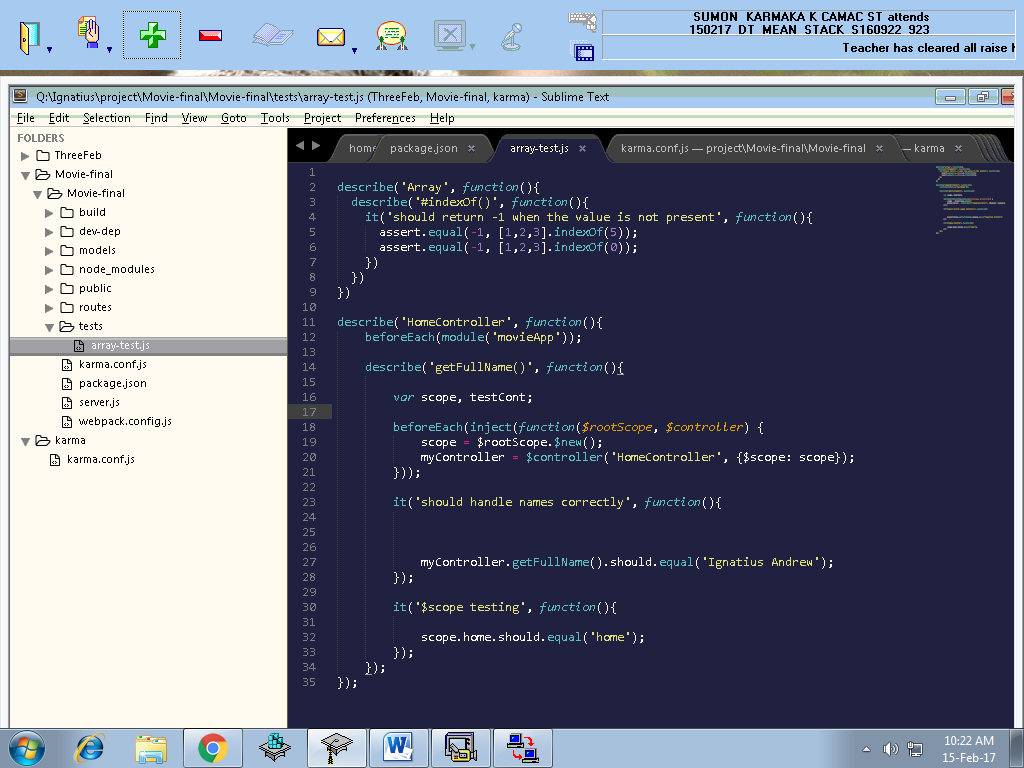 SUMON KARMAKA K CAMAC ST attends
150217 DT MEAN STACK S160922 923
Teacher has cleared all raise
Q:\Ignatius\project\Movie-final\Movie-final\tests\array-test.js (ThreeFeb, Movie-final, karma) - Sublime Text
File Edit Selection Find View Goto Tools Project Preferences Help
FOLDERS
ThreeFeb
Movie-final
Movie-final
build
dev-dep
models
node_modules
public
routes
tests
array-test.js
karma.conf.js
package.json
server.js
webpack.config.js
karma
karma.conf.js
home package.json × array-test.js × karma.conf.js — project\Movie-final\Movie-final × — karma ×
1
2 describe('Array', function(){
3 describe('#indexOf()', function(){
4 it('should return -1 when the value is not present', function(){
5 assert.equal(-1, [1,2,3].indexOf(5));
6 assert.equal(-1, [1,2,3].indexOf(0));
7 })
8 })
9 })
10
11 describe('HomeController', function(){
12 beforeEach(module('movieApp'));
13
14 describe('getFullName()', function(){
15
16 var scope, testCont;
17
18 beforeEach(inject(function($rootScope, $controller) {
19 scope = $rootScope.$new();
20 myController = $controller('HomeController', {$scope: scope});
21 }));
22
23 it('should handle names correctly', function(){
24
25
26
27 myController.getFullName().should.equal('Ignatius Andrew');
28 });
29
30 it('$scope testing', function(){
31
32 scope.home.should.equal('home');
33 });
34 });
35 });
10:22 AM
15-Feb-17